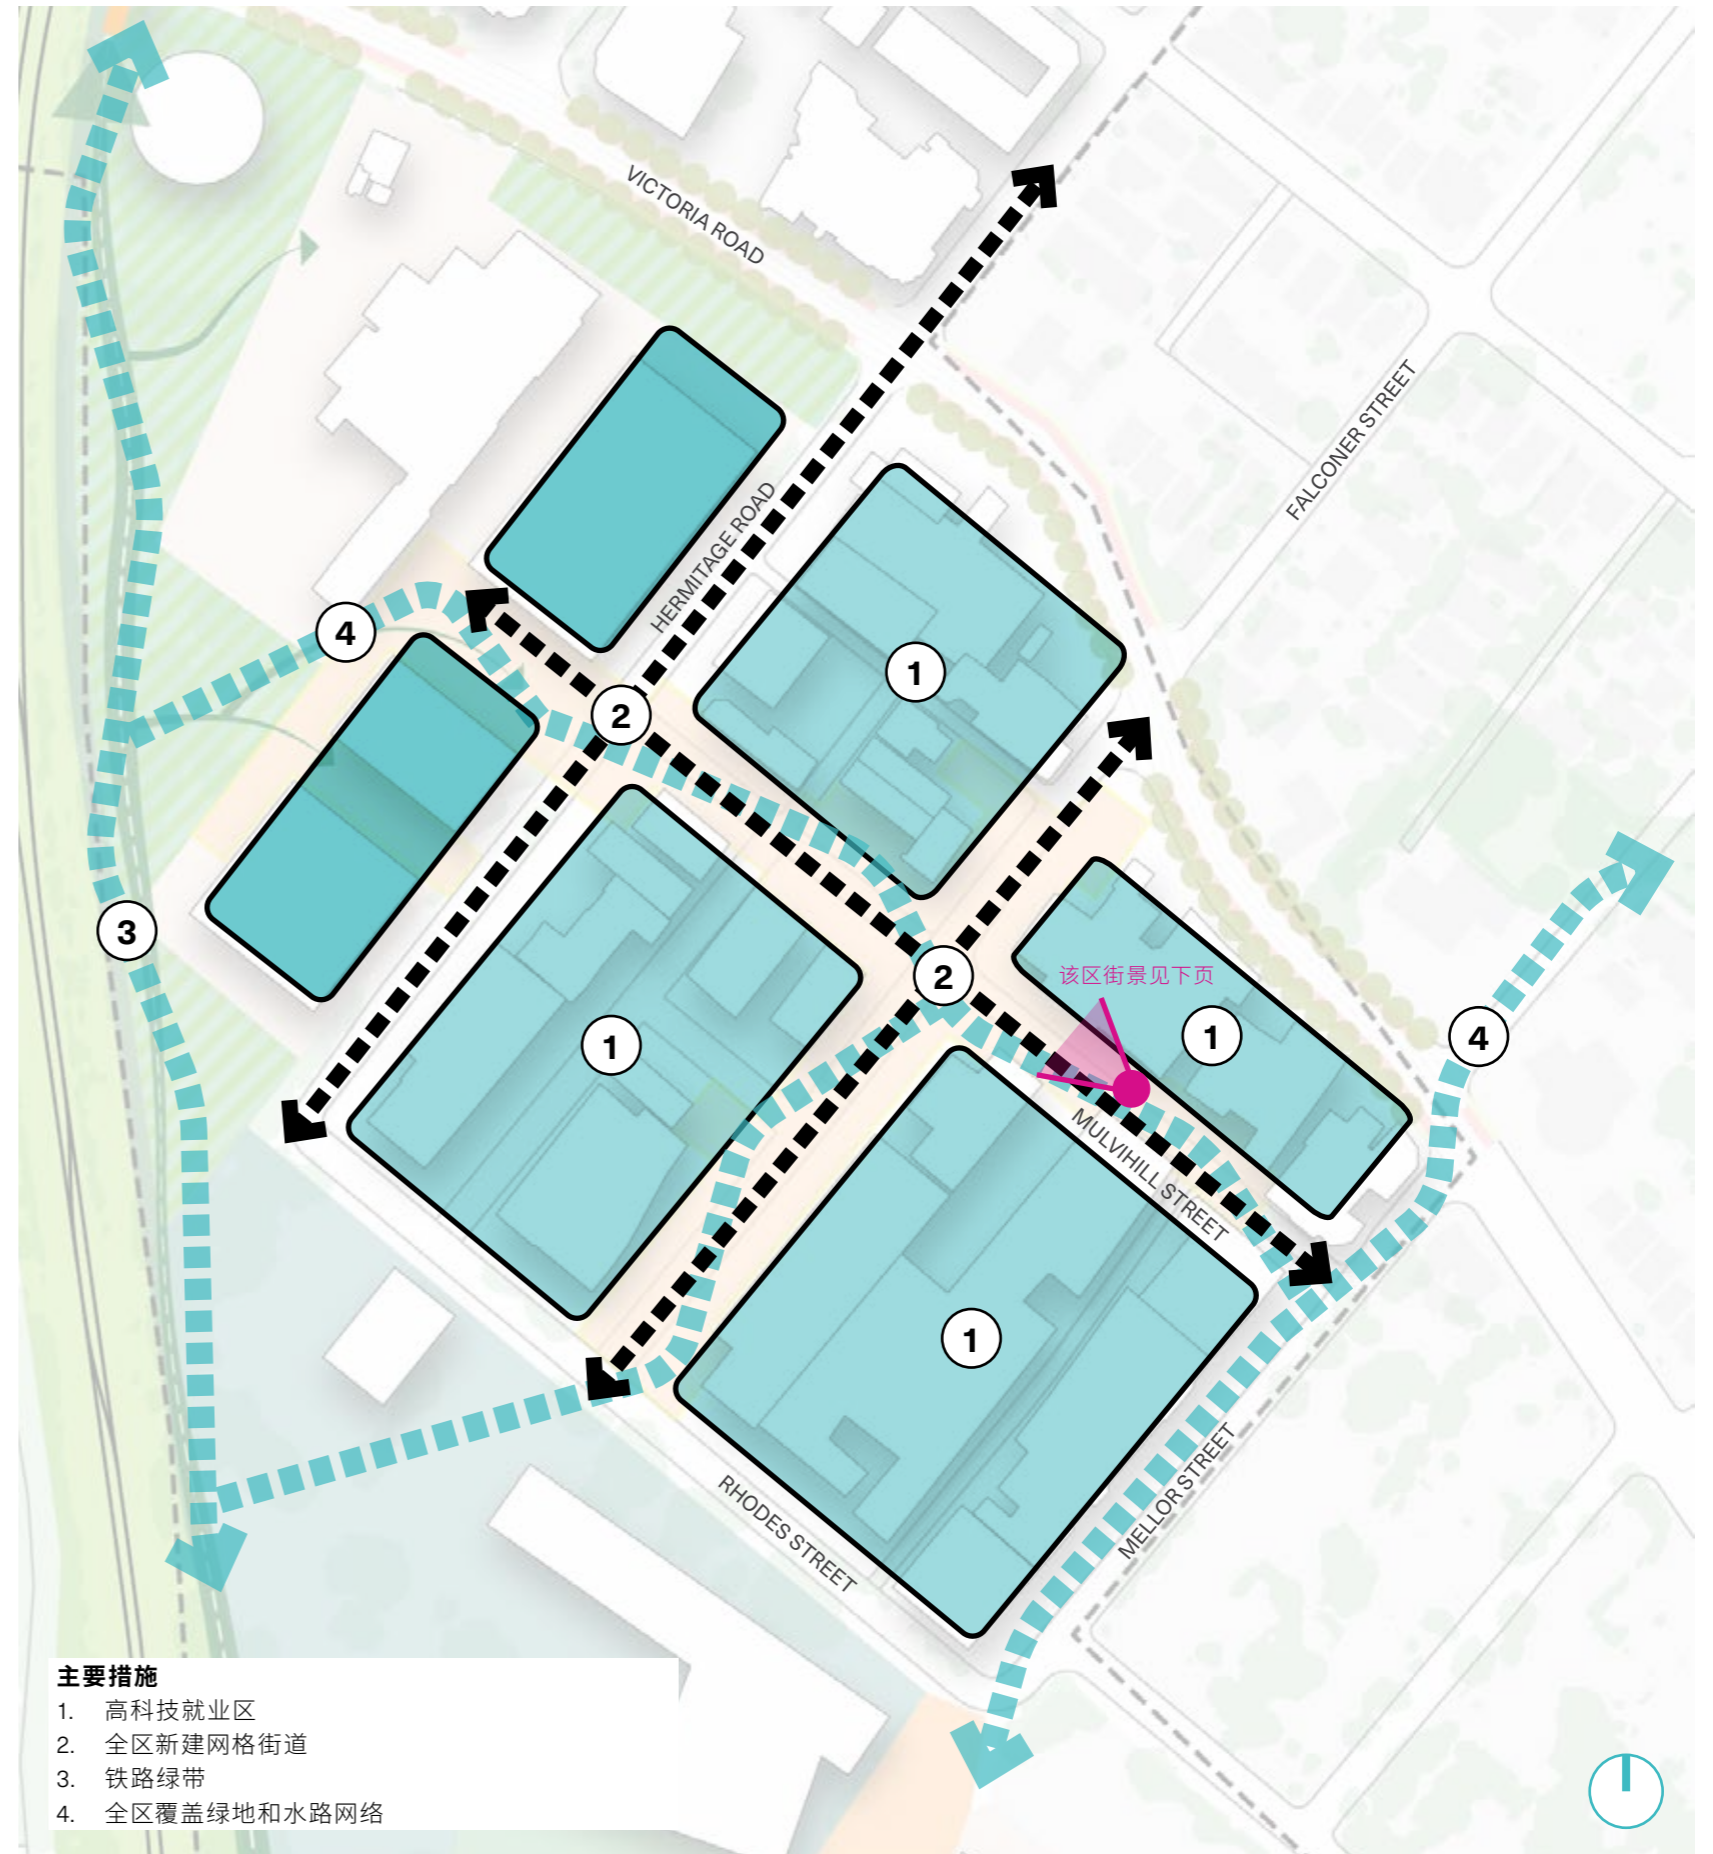 VICTORIA ROAD
FALCONER STREET
HERMITAGE ROAD
4
1
2
3
2
该区街景见下页
1
4
1
MULVIHILL STREET
1
RHODES STREET
MELLOR STREET
主要措施
1. 高科技就业区
2. 全区新建网格街道
3. 铁路绿带
4. 全区覆盖绿地和水路网络